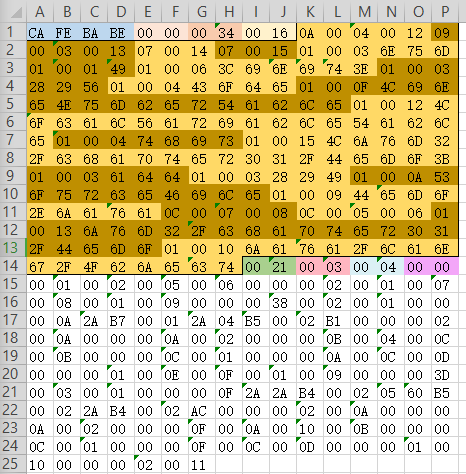 A B C D E F G H I J K L M N O P
1 CA FE BA BE 00 00 00 34 00 16 0A 00 04 00 12 09
2 00 03 00 13 07 00 14 07 00 15 01 00 03 6E 75 6D
3 01 00 01 49 01 00 06 3C 69 6E 69 74 3E 01 00 03
4 28 29 56 01 00 04 43 6F 64 65 01 00 0F 4C 69 6E
5 65 4E 75 6D 62 65 72 54 61 62 6C 65 01 00 12 4C
6 6F 63 61 6C 56 61 72 69 61 62 6C 65 54 61 62 6C
7 65 01 00 04 74 68 69 73 01 00 15 4C 6A 76 6D 32
8 2F 63 68 61 70 74 65 72 30 31 2F 44 65 6D 6F 3B
9 01 00 03 61 64 64 01 00 03 28 29 49 01 00 0A 53
10 6F 75 72 63 65 46 69 6C 65 01 00 09 44 65 6D 6F
11 2E 6A 61 76 61 0C 00 07 00 08 0C 00 05 00 06 01
12 00 13 6A 76 6D 32 2F 63 68 61 70 74 65 72 30 31
13 2F 44 65 6D 6F 01 00 10 6A 61 76 61 2F 6C 61 6E
14 67 2F 4F 62 6A 65 63 74 00 21 00 03 00 04 00 00
15 00 01 00 02 00 05 00 06 00 00 00 02 00 01 00 07
16 00 08 00 01 00 09 00 00 00 38 00 02 00 01 00 00
17 00 0A 2A B7 00 01 2A 04 B5 00 02 B1 00 00 00 02
18 00 0A 00 00 00 0A 00 02 00 00 00 0B 00 04 00 0C
19 00 0B 00 00 00 0C 00 01 00 00 00 0A 00 0C 00 0D
20 00 00 00 01 00 0E 00 0F 00 01 00 09 00 00 00 3D
21 00 03 00 01 00 00 00 0F 2A 2A B4 00 02 05 60 B5
22 00 02 2A B4 00 02 AC 00 00 00 02 00 0A 00 00 00
23 0A 00 02 00 00 00 0F 00 0A 00 10 00 0B 00 00 00
24 0C 00 01 00 00 00 0F 00 0C 00 0D 00 00 00 01 00
25 10 00 00 00 02 00 11